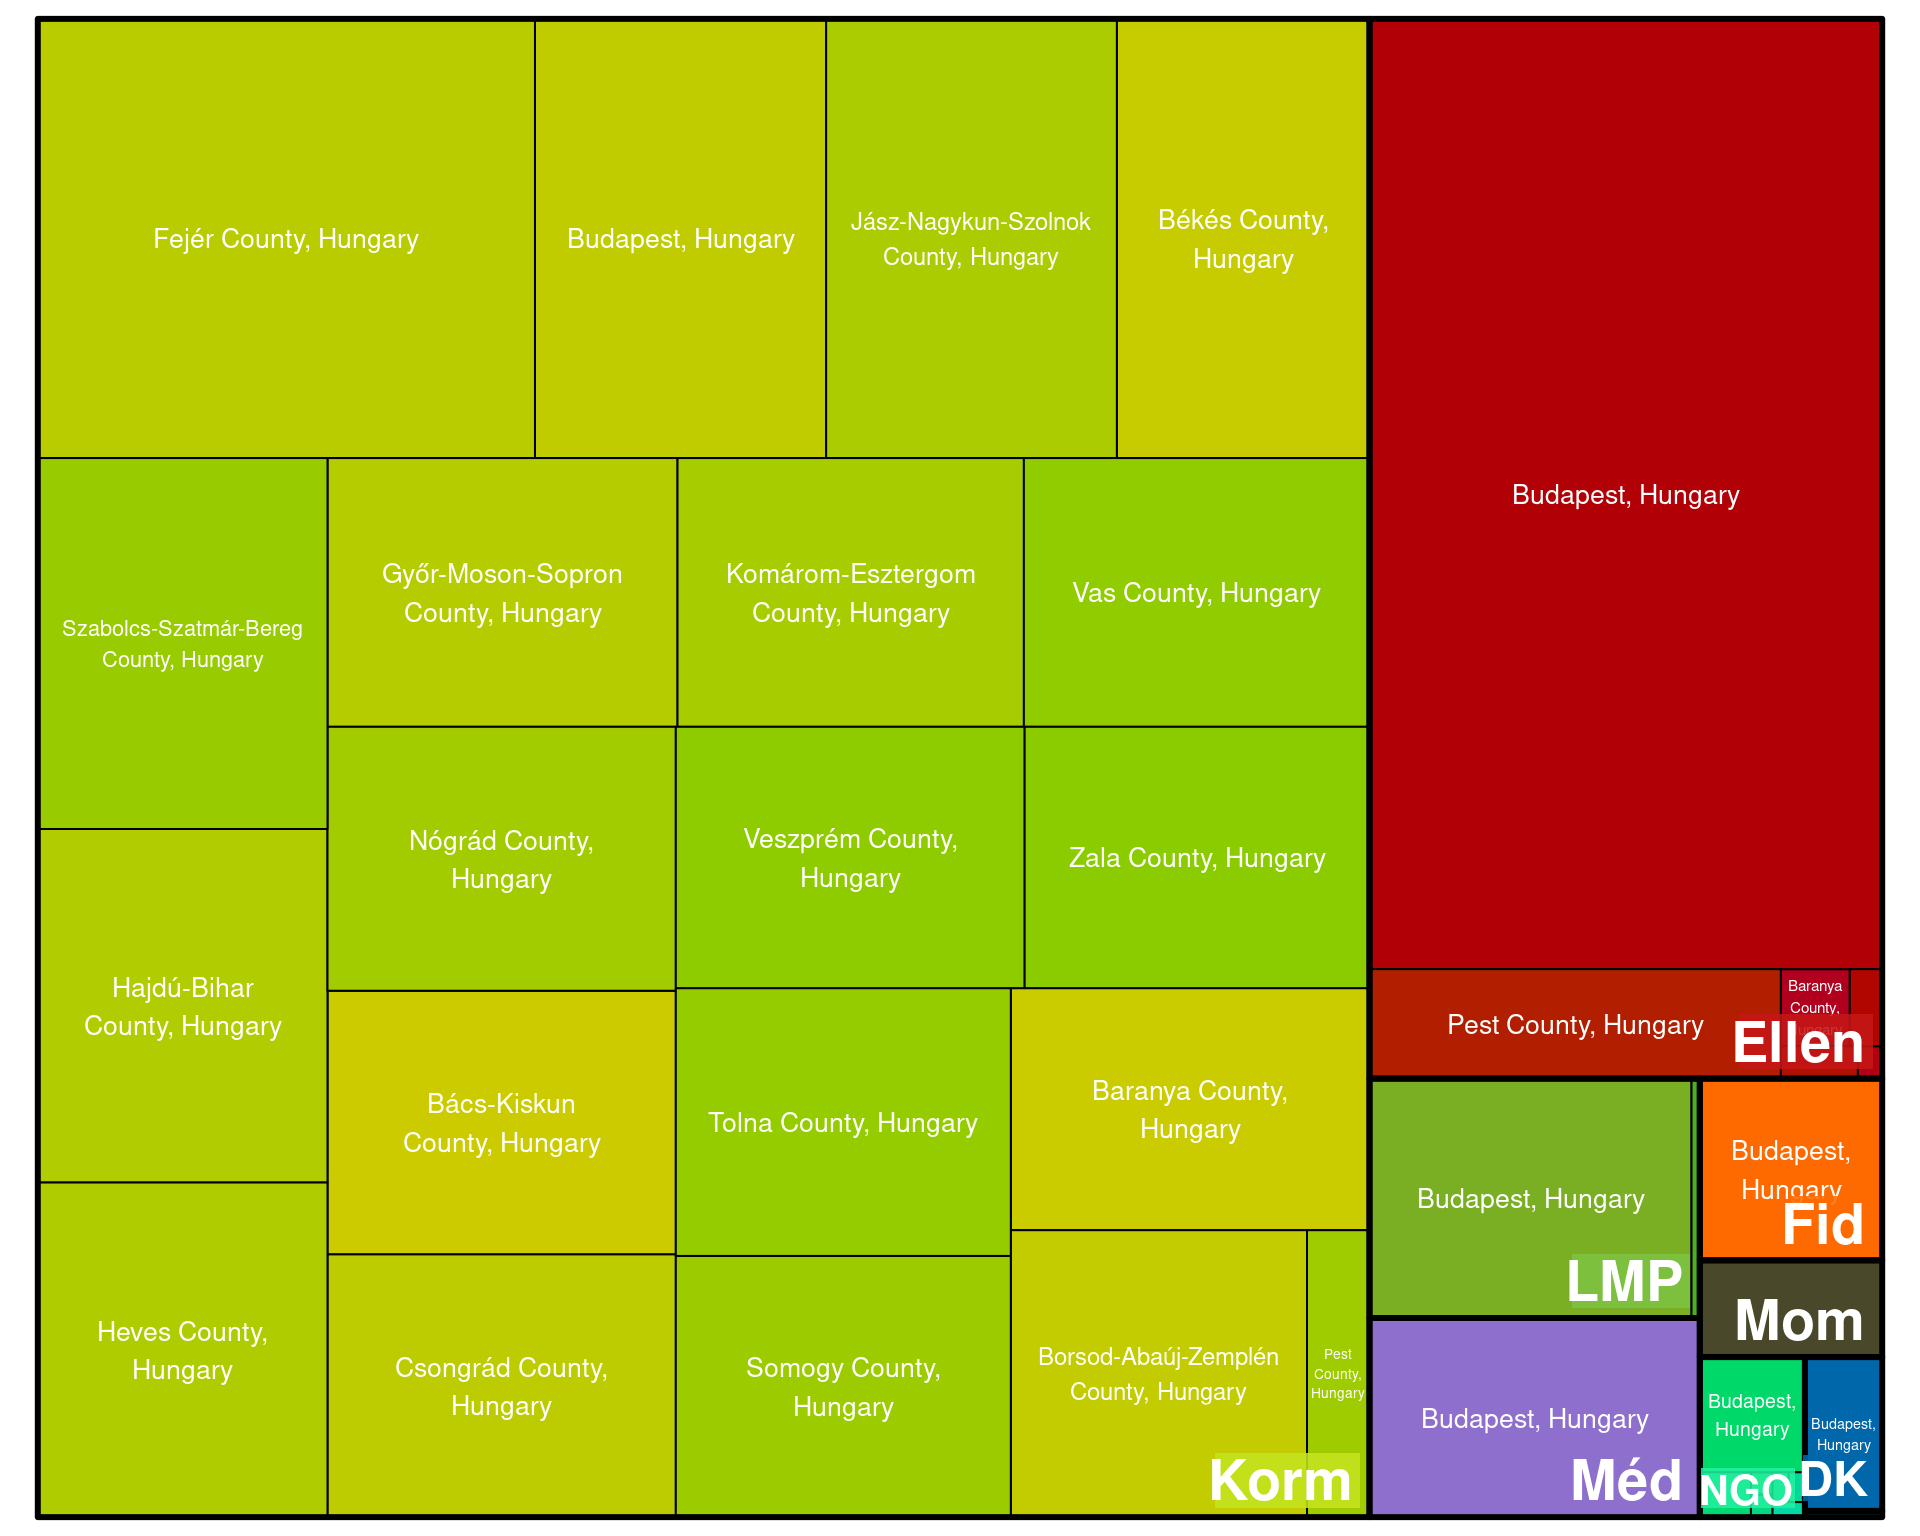 Fejér County, Hungary
Budapest, Hungary
Jász-Nagykun-Szolnok
County, Hungary
Békés County,
Hungary
Szabolcs-Szatmár-Bereg
County, Hungary
Győr-Moson-Sopron
County, Hungary
Komárom-Esztergom
County, Hungary
Vas County, Hungary
Nógrád County,
Hungary
Veszprém County,
Hungary
Zala County, Hungary
Hajdú-Bihar
County, Hungary
Bács-Kiskun
County, Hungary
Tolna County, Hungary
Baranya County,
Hungary
Heves County,
Hungary
Csongrád County,
Hungary
Somogy County,
Hungary
Borsod-Abaúj-Zemplén
County, Hungary
Pest
County,
Hungary
Korm
Budapest, Hungary
Pest County, Hungary
Baranya
County,
Hungary
Ellen
Budapest, Hungary
LMP
Budapest,
Hungary
Fid
Mom
Budapest, Hungary
Méd
Budapest,
Hungary
NGO
Budapest,
Hungary
DK